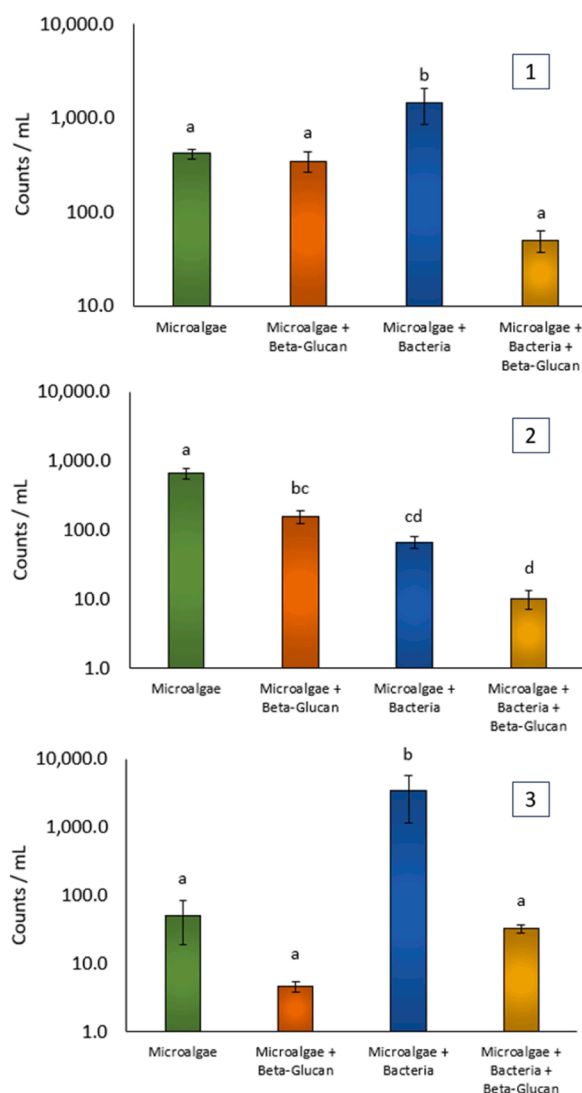 10,000.0
1
b
1,000.0
a
a
Counts / mL
100.0
a
10.0
Microalgae
Microalgae +
Beta-Glucan
Microalgae +
Bacteria
Microalgae +
Bacteria +
Beta-Glucan
10,000.0
2
a
1,000.0
bc
Counts / mL
100.0
cd
d
10.0
1.0
Microalgae
Microalgae +
Beta-Glucan
Microalgae +
Bacteria
Microalgae +
Bacteria +
Beta-Glucan
10,000.0
b
3
1,000.0
Counts / mL
a
100.0
a
a
10.0
1.0
Microalgae
Microalgae +
Beta-Glucan
Microalgae +
Bacteria
Microalgae +
Bacteria +
Beta-Glucan